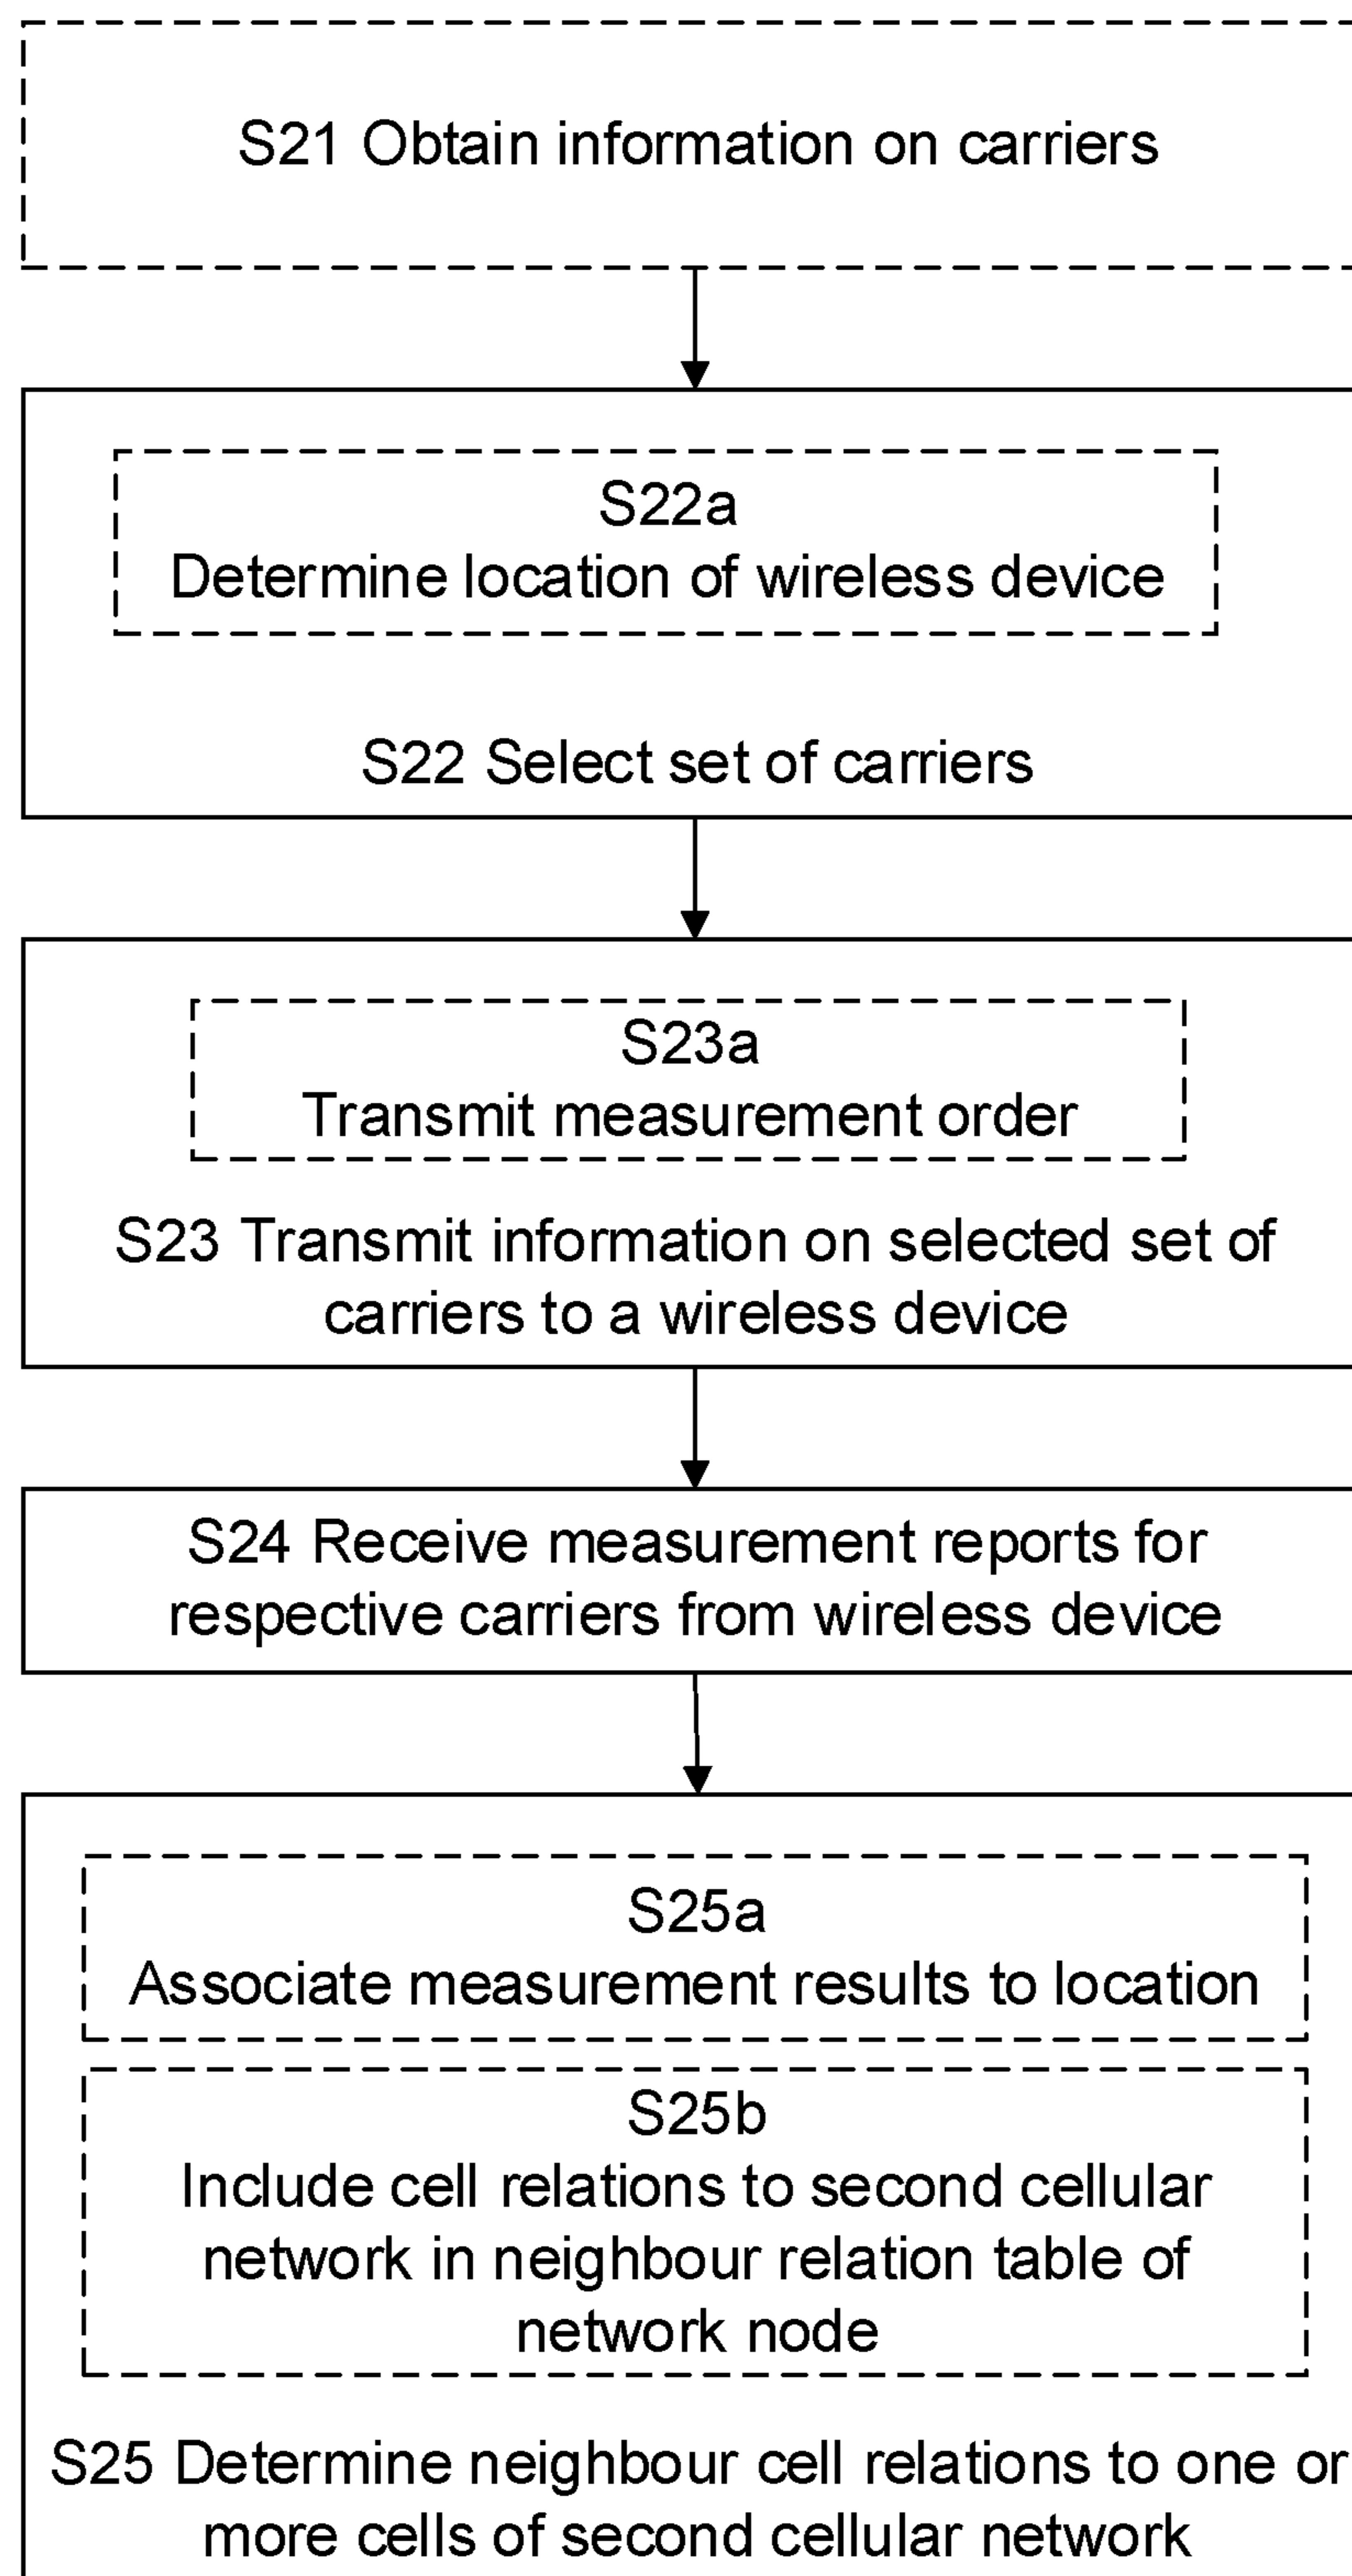 S21 Obtain information on carriers
S22a
Determine location of wireless device
S22 Select set of carriers
S23a
Transmit measurement order
S23 Transmit information on selected set of
carriers to a wireless device
S24 Receive measurement reports for
respective carriers from wireless device
S25a
Associate measurement results to location
S25b
Include cell relations to second cellular
network in neighbour relation table of
network node
S25 Determine neighbour cell relations to one or
more cells of second cellular network